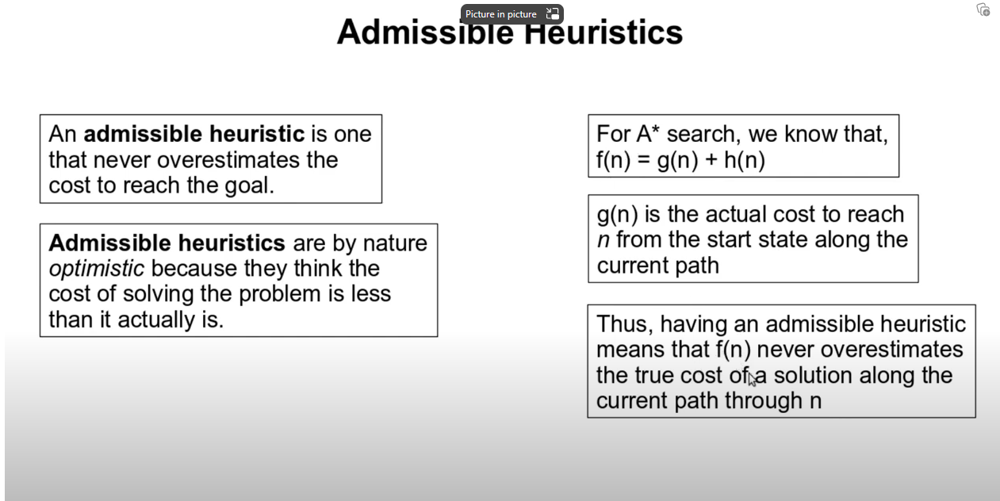 Picture in picture
Admissible Heuristics
An admissible heuristic is one
that never overestimates the
cost to reach the goal.
Admissible heuristics are by nature
optimistic because they think the
cost of solving the problem is less
than it actually is.
For A* search, we know that,
f(n) = g(n) + h(n)
g(n) is the actual cost to reach
n from the start state along the
current path
Thus, having an admissible heuristic
means that f(n) never overestimates
the true cost of a solution along the
current path through n